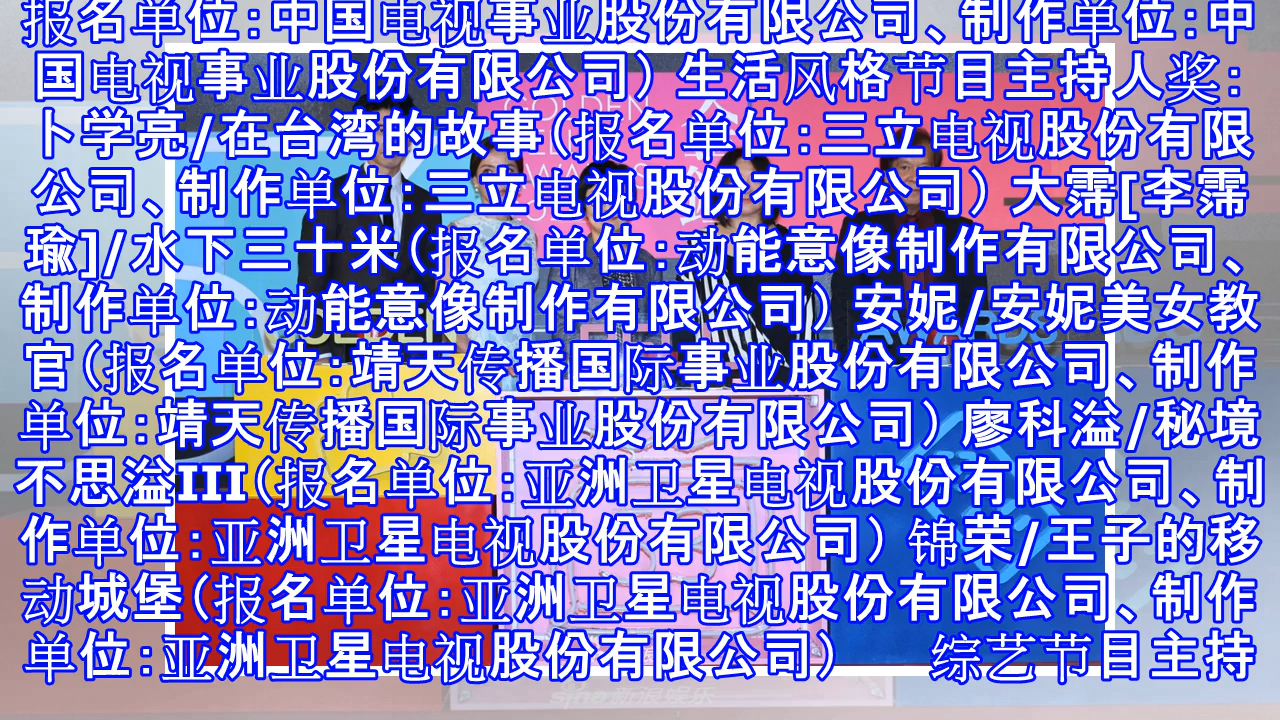 报名单位:中国电视事业股份有限公司、制作单位:中
国电视事业股份有限公司) 生活风格节目主持人奖:
卜学亮/在台湾的故事(报名单位:三立电视股份有限
公司、制作单位:三立电视股份有限公司) 大霈[李霈
瑜]/水下三十米(报名单位:动能意像制作有限公司、
制作单位:动能意像制作有限公司) 安妮/安妮美女教
官(报名单位:靖天传播国际事业股份有限公司、制作
单位:靖天传播国际事业股份有限公司) 廖科溢/秘境
不思溢III(报名单位:亚洲卫星电视股份有限公司、制
作单位:亚洲卫星电视股份有限公司) 锦荣/王子的移
动城堡(报名单位:亚洲卫星电视股份有限公司、制作
单位:亚洲卫星电视股份有限公司)　 综艺节目主持
GOLDEN
sina新浪娱乐